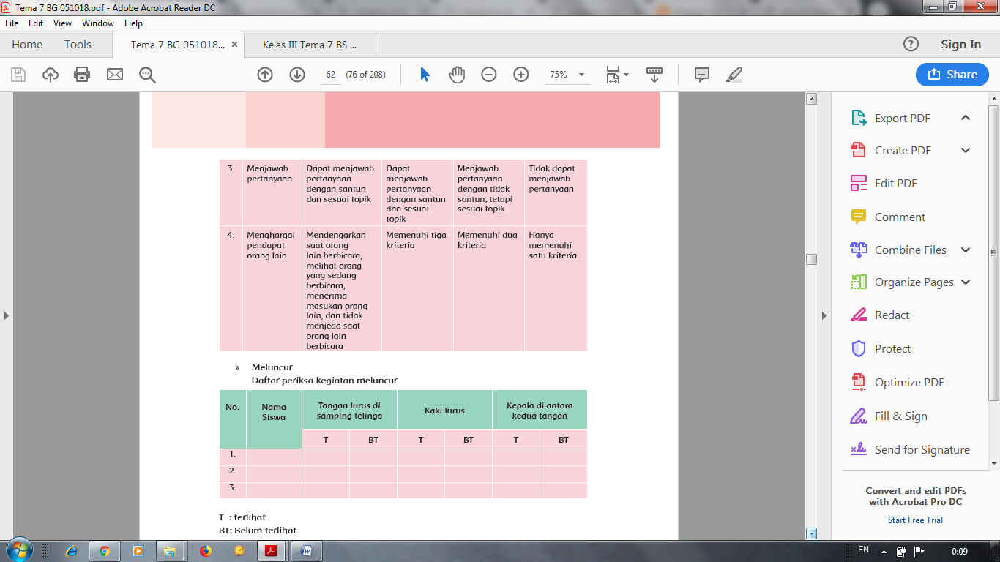 Tema 7 BG 051018.pdf - Adobe Acrobat Reader DC
File Edit View Window Help
Home Tools Tema 7 BG 051018... × Kelas III Tema 7 BS ... Sign In
62 (76 of 208) 75% Share
3. Menjawab pertanyaan
Dapat menjawab
pertanyaan
dengan santun
dan sesuai topik
Dapat
menjawab
pertanyaan
dengan santun
dan sesuai
topik
Menjawab
pertanyaan
dengan tidak
santun, tetapi
sesuai topik
Tidak dapat
menjawab
pertanyaan
4. Menghargai
pendapat
orang lain
Mendengarkan
saat orang
lain berbicara,
melihat orang
yang sedang
berbicara,
menerima
masukan orang
lain, dan tidak
menjeda saat
orang lain
berbicara
Memenuhi tiga
kriteria
Memenuhi dua
kriteria
Hanya
memenuhi
satu kriteria
» Meluncur
Daftar periksa kegiatan meluncur
No.
Nama
Siswa
Tangan lurus di
samping telinga
Kaki lurus
Kepala di antara
kedua tangan
T BT T BT T BT
1.
2.
3.
T : terlihat
BT: Belum terlihat
Export PDF
Create PDF
Edit PDF
Comment
Combine Files
Organize Pages
Redact
Protect
Optimize PDF
Fill & Sign
Send for Signature
Convert and edit PDFs
with Acrobat Pro DC
Start Free Trial
EN 0:09